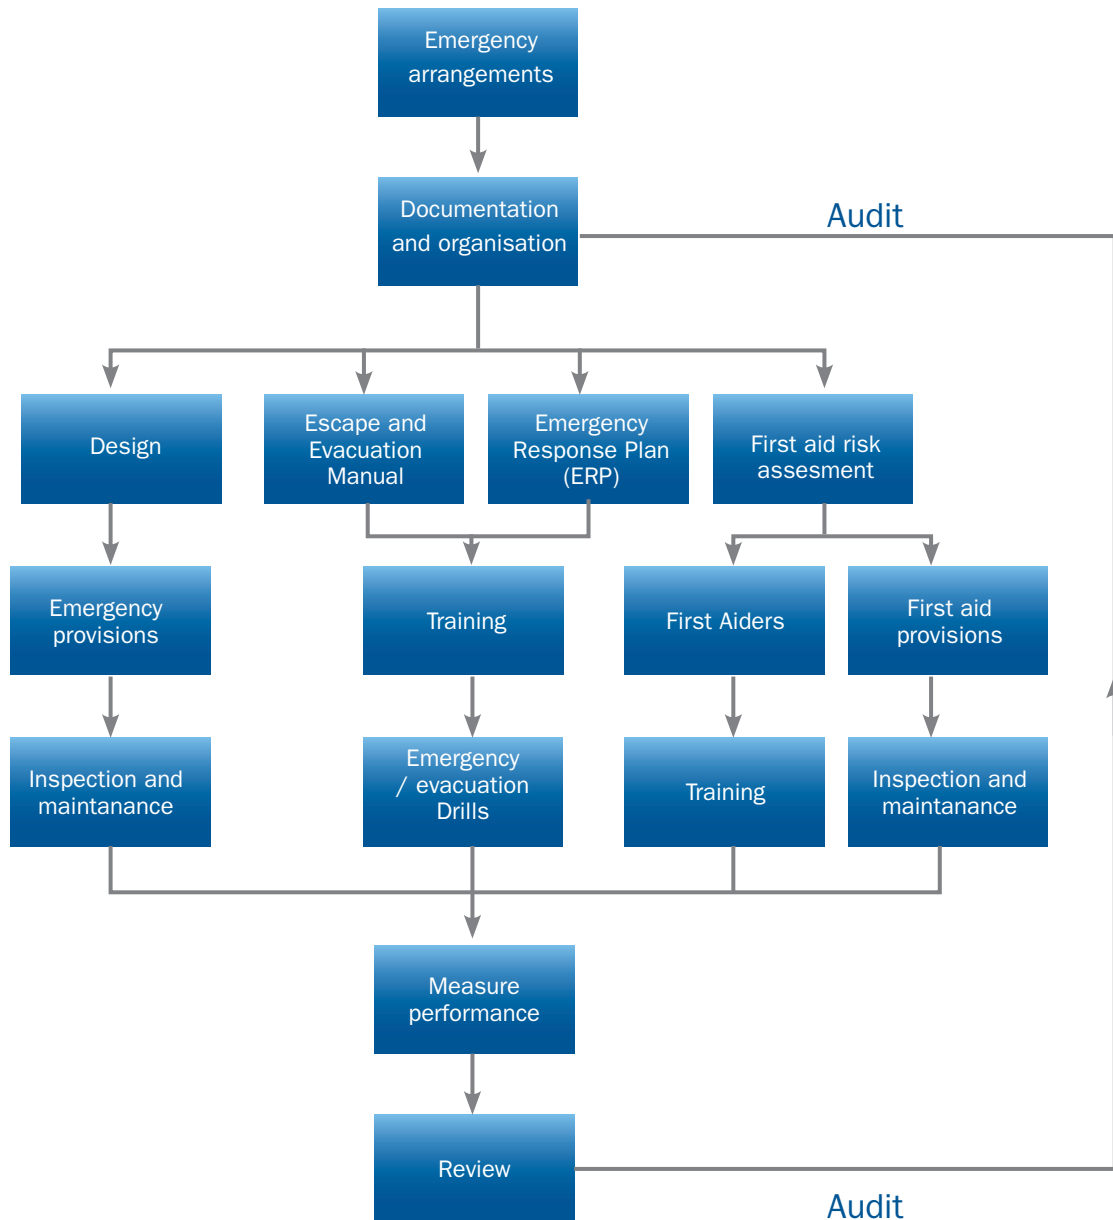 Emergency
arrangements
Documentation
and organisation
Audit
Design
Escape and
Evacuation
Manual
Emergency
Response Plan
(ERP)
First aid risk
assesment
Emergency
provisions
Training
First Aiders
First aid
provisions
Inspection and
maintanance
Emergency
/ evacuation
Drills
Training
Inspection and
maintanance
Measure
performance
Review
Audit